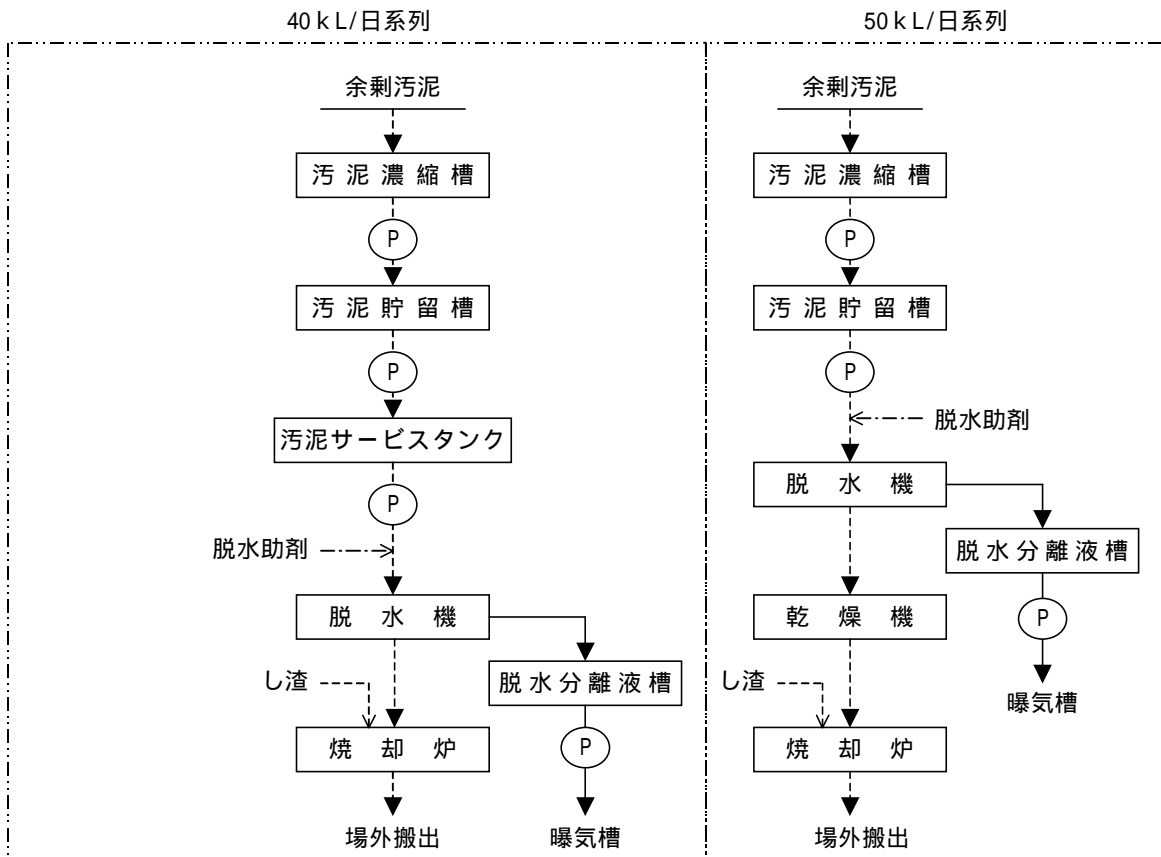 40ｋL/日系列
余剰汚泥
汚泥濃縮槽
P
汚泥貯留槽
P
汚泥サービスタンク
P
脱水助剤
脱水機
し渣
脱水分離液槽
焼却炉
P
場外搬出
曝気槽
50ｋL/日系列
余剰汚泥
汚泥濃縮槽
P
汚泥貯留槽
P
脱水助剤
脱水機
脱水分離液槽
乾燥機
P
し渣
曝気槽
焼却炉
場外搬出